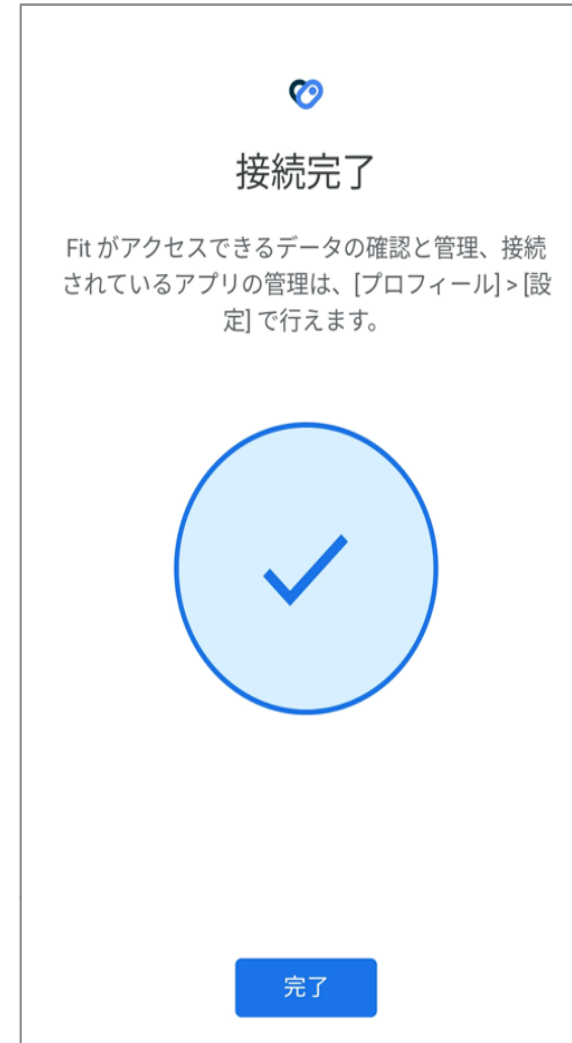 接続完了
Fit がアクセスできるデータの確認と管理、接続
されているアプリの管理は、[プロフィール] > [設
定] で行えます。
完了